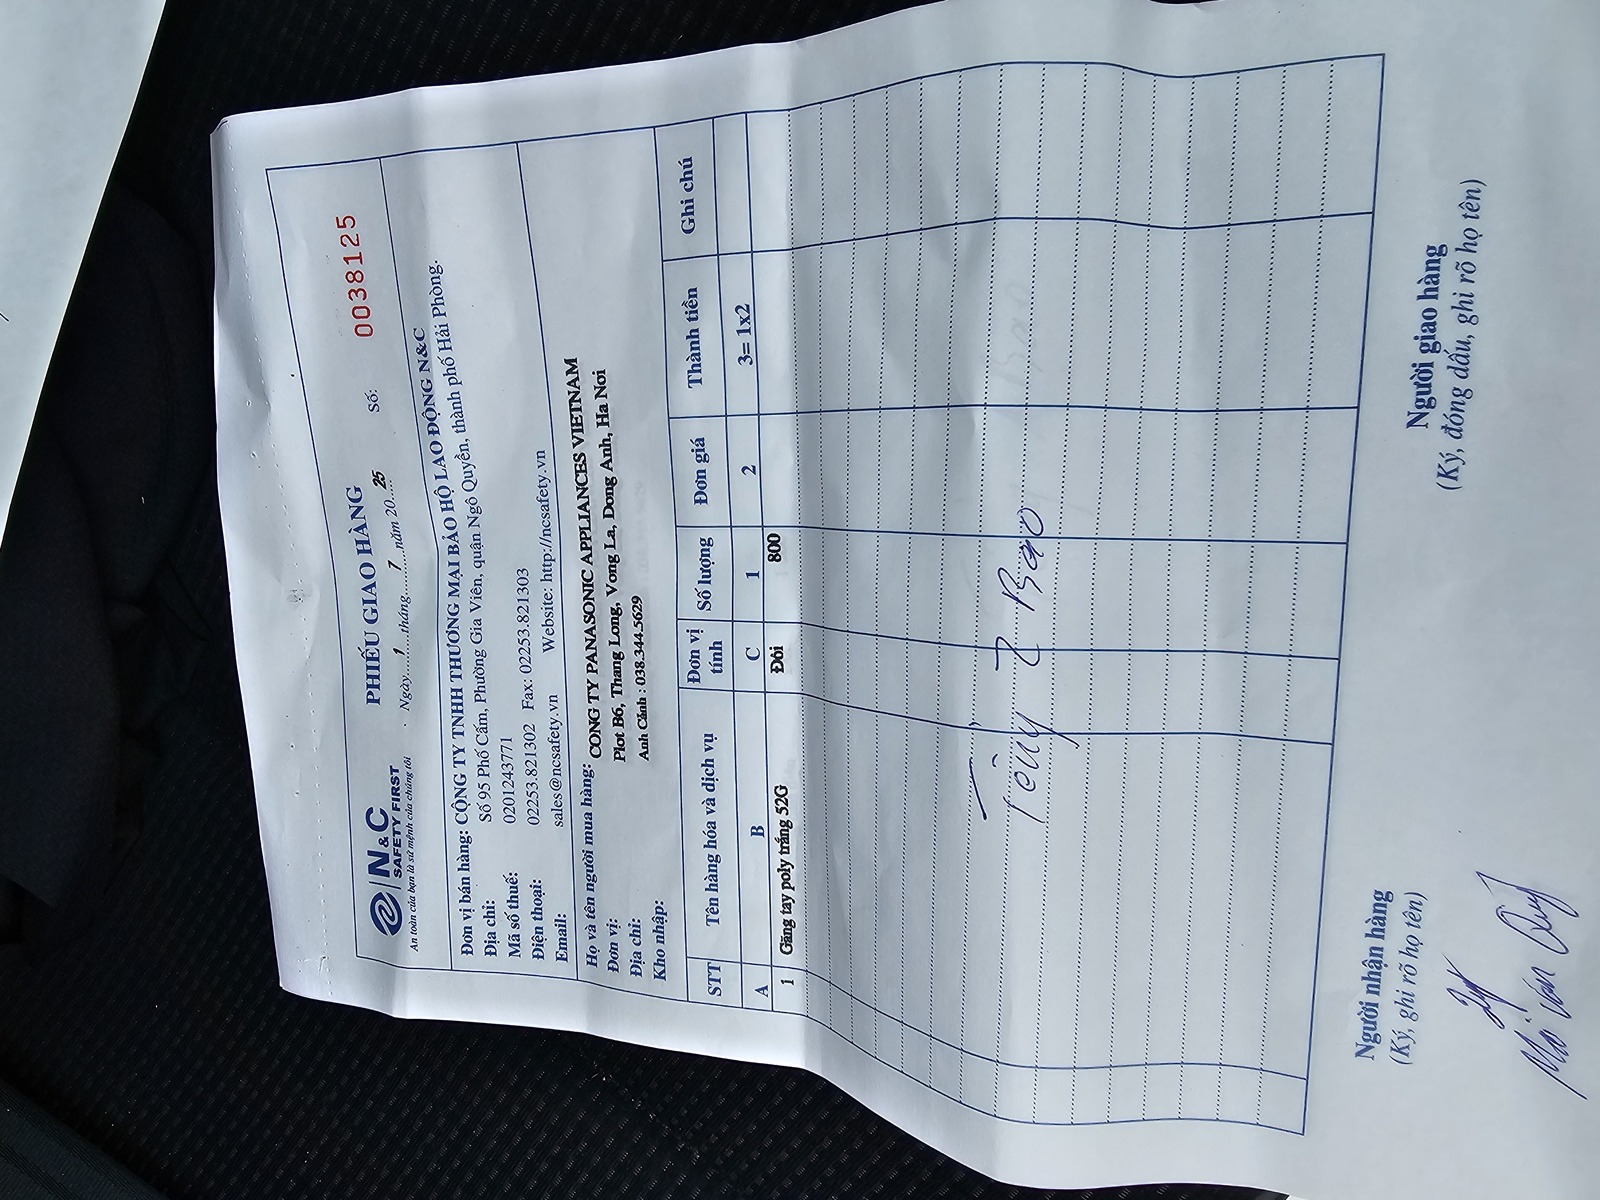 N&C
SAFETY FIRST
An toàn của bạn là sứ mệnh của chúng tôi
PHIẾU GIAO HÀNG
Ngày....1....tháng....7....năm 20..25
Số: 0038125
Đơn vị bán hàng: CÔNG TY TNHH THƯƠNG MẠI BẢO HỘ LAO ĐỘNG N&C
Địa chỉ: Số 95 Phố Cấm, Phường Gia Viên, quận Ngô Quyền, thành phố Hải Phòng.
Mã số thuế: 0201243771
Điện thoại: 02253.821302 Fax: 02253.821303
Email: sales@ncsafety.vn Website: http://ncsafety.vn
Họ và tên người mua hàng:
Đơn vị: CONG TY PANASONIC APPLIANCES VIETNAM
Địa chỉ: Plot B6, Thang Long, Vong La, Dong Anh, Ha Noi
Kho nhập: Anh Cảnh : 038.344.5629
STT Tên hàng hóa và dịch vụ Đơn vị tính Số lượng Đơn giá Thành tiền Ghi chú
A B C 1 2 3= 1x2
1 Găng tay poly trắng 52G Đôi 800
2 Bao
Người nhận hàng
(Ký, ghi rõ họ tên)
Người giao hàng
(Ký, đóng dấu, ghi rõ họ tên)